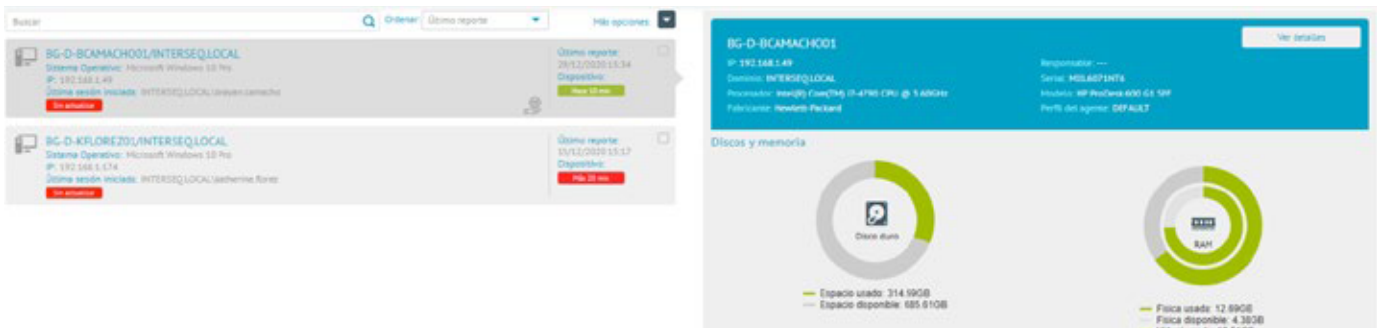 Buscar
Ordenar: Último reporte
Más opciones
BG-D-BCAMACHO01/INTERSEQ.LOCAL
Sistema Operativo: Microsoft Windows 10 Pro
IP: 192.168.1.49
Última sesión iniciada: INTERSEQ.LOCAL\brayan.camacho
Sin actualizar
Último reporte:
29/12/2020 15:34
Dispositivo:
Hace 10 min
BG-D-KFLOREZ01/INTERSEQ.LOCAL
Sistema Operativo: Microsoft Windows 10 Pro
IP: 192.168.1.174
Última sesión iniciada: INTERSEQ.LOCAL\katherine.florez
Sin actualizar
Último reporte:
15/12/2020 15:17
Dispositivo:
Más 20 min
BG-D-BCAMACHO01
Ver detalles
IP: 192.168.1.49
Dominio: INTERSEQ.LOCAL
Procesador: Intel(R) Core(TM) i7-4790 CPU @ 3.60GHz
Fabricante: Hewlett-Packard
Responsable: ---
Serial: MXL6071NT6
Modelo: HP ProDesk 600 G1 SFF
Perfil del agente: DEFAULT
Discos y memoria
Disco duro
Espacio usado: 314.59GB
Espacio disponible: 685.61GB
RAM
Física usada: 12.69GB
Física disponible: 4.38GB